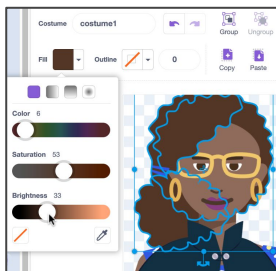 Costume costume1 Group Ungroup
Fill Outline 0 Copy Paste
Color 6
Saturation 53
Brightness 33